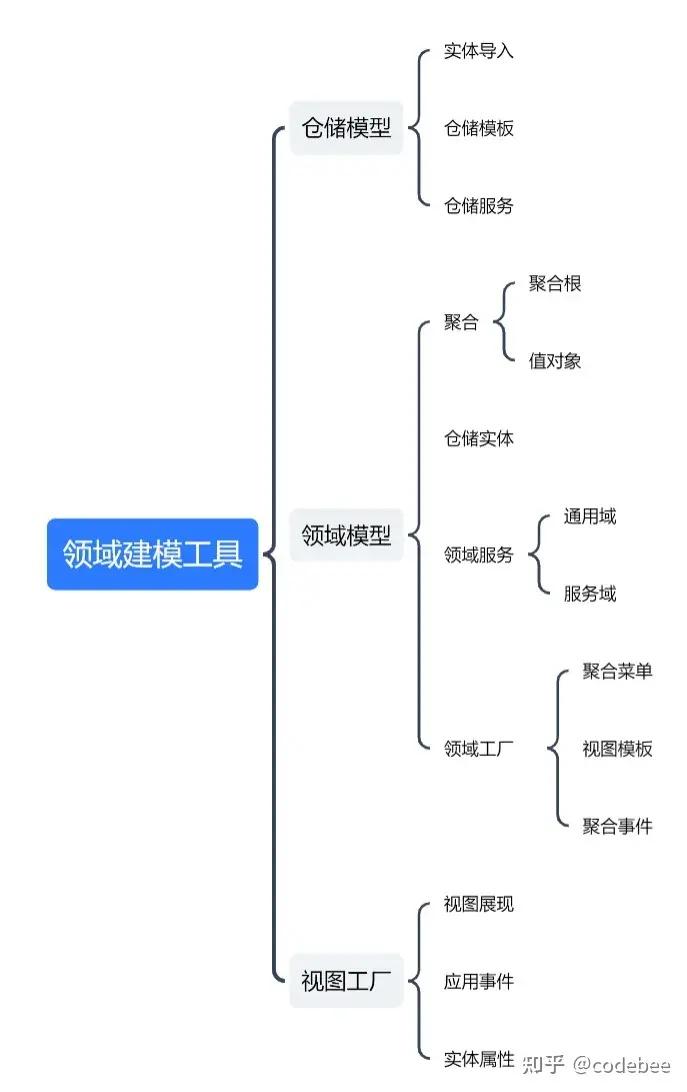 领域建模工具
仓储模型
实体导入
仓储模板
仓储服务
领域模型
聚合
聚合根
值对象
仓储实体
领域服务
通用域
服务域
领域工厂
聚合菜单
视图模板
聚合事件
视图工厂
视图展现
应用事件
实体属性
知乎 @codebee